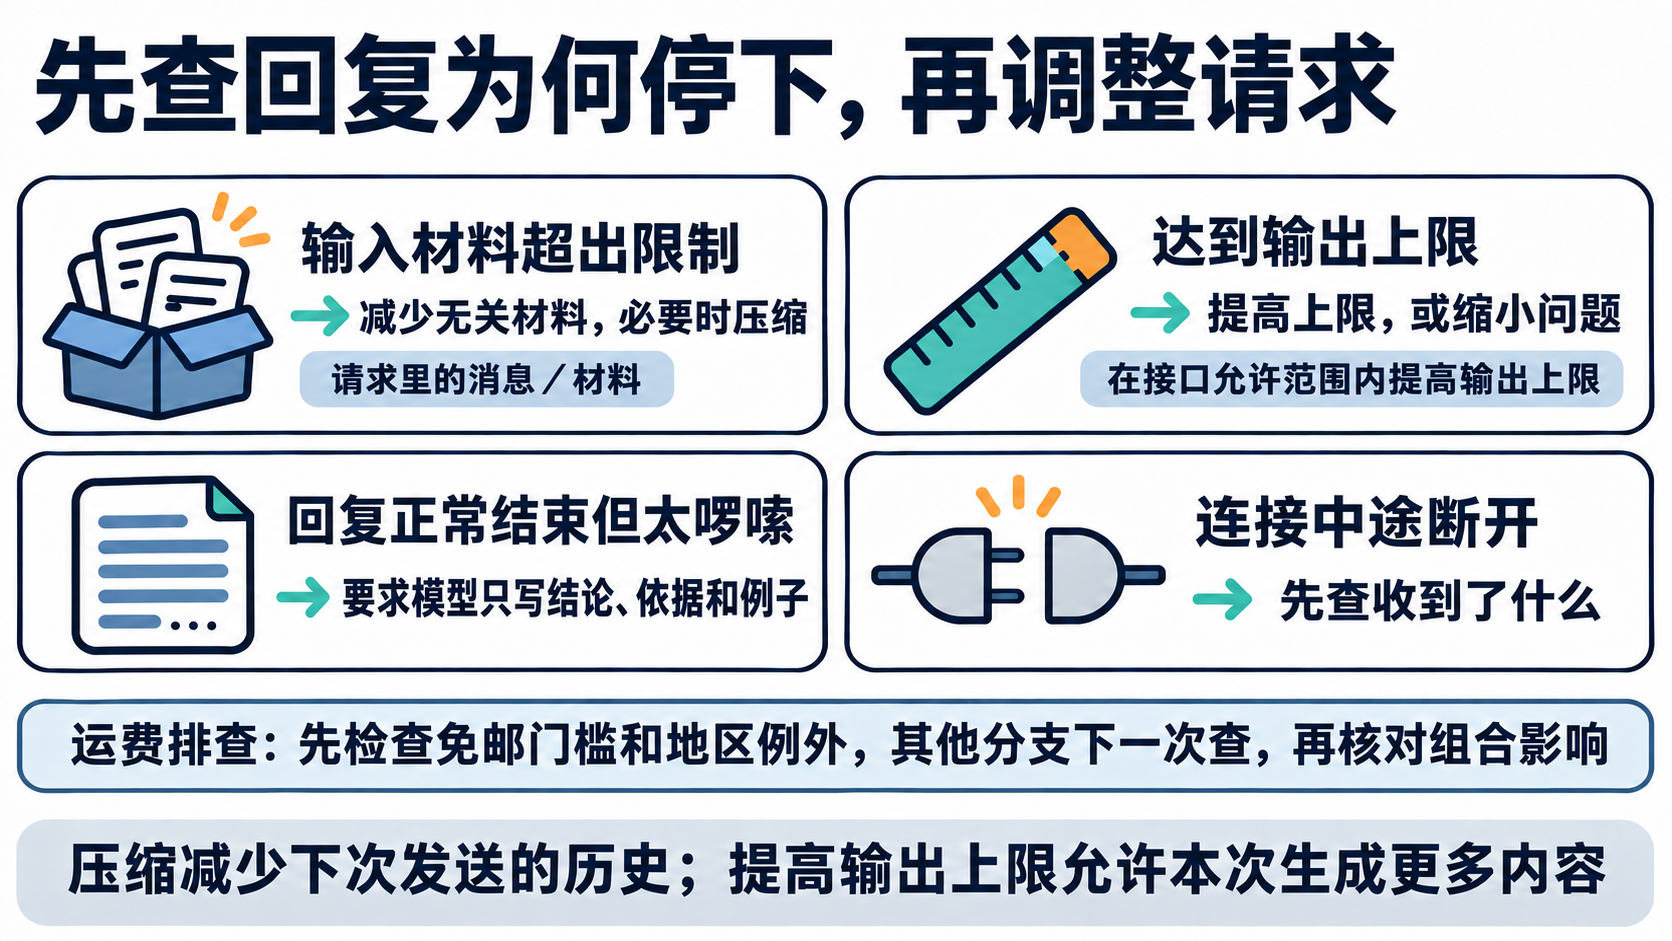 先查回复为何停下，再调整请求
输入材料超出限制
减少无关材料，必要时压缩
请求里的消息／材料
达到输出上限
提高上限，或缩小问题
在接口允许范围内提高输出上限
回复正常结束但太啰嗦
要求模型只写结论、依据和例子
连接中途断开
先查收到了什么
运费排查：先检查免邮门槛和地区例外，其他分支下一次查，再核对组合影响
压缩减少下次发送的历史；提高输出上限允许本次生成更多内容